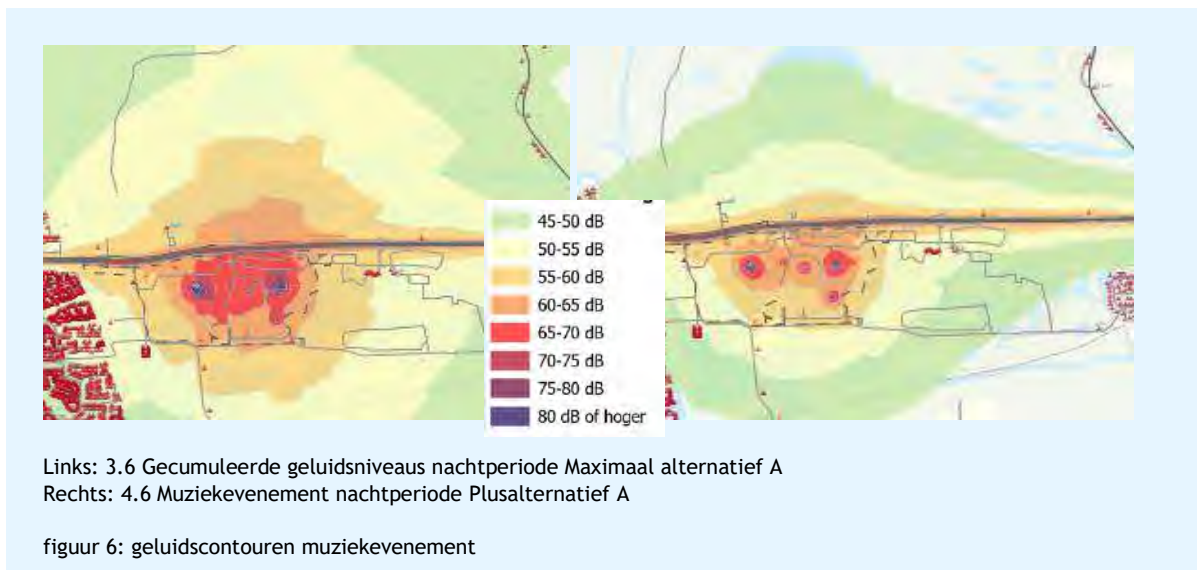 45-50 dB
50-55 dB
55-60 dB
60-65 dB
65-70 dB
70-75 dB
75-80 dB
80 dB of hoger
Links: 3.6 Gecumuleerde geluidsniveaus nachtperiode Maximaal alternatief A
Rechts: 4.6 Muziekevenement nachtperiode Plusalternatief A
figuur 6: geluidscontouren muziekevenement